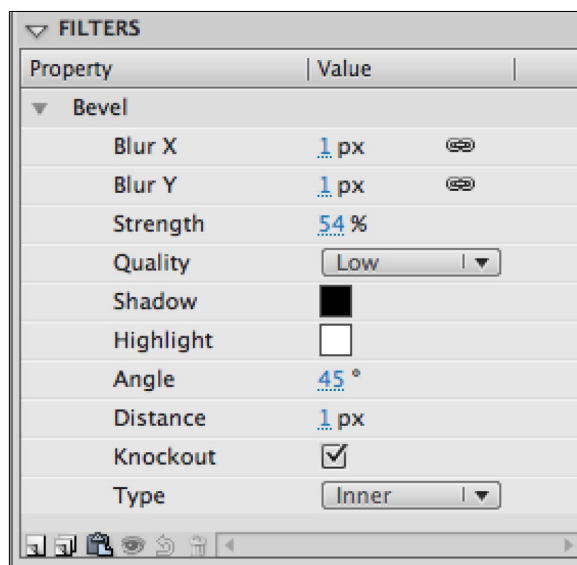 FILTERS
Property Value
Bevel
Blur X 1 px
Blur Y 1 px
Strength 54 %
Quality Low
Shadow
Highlight
Angle 45 °
Distance 1 px
Knockout
Type Inner